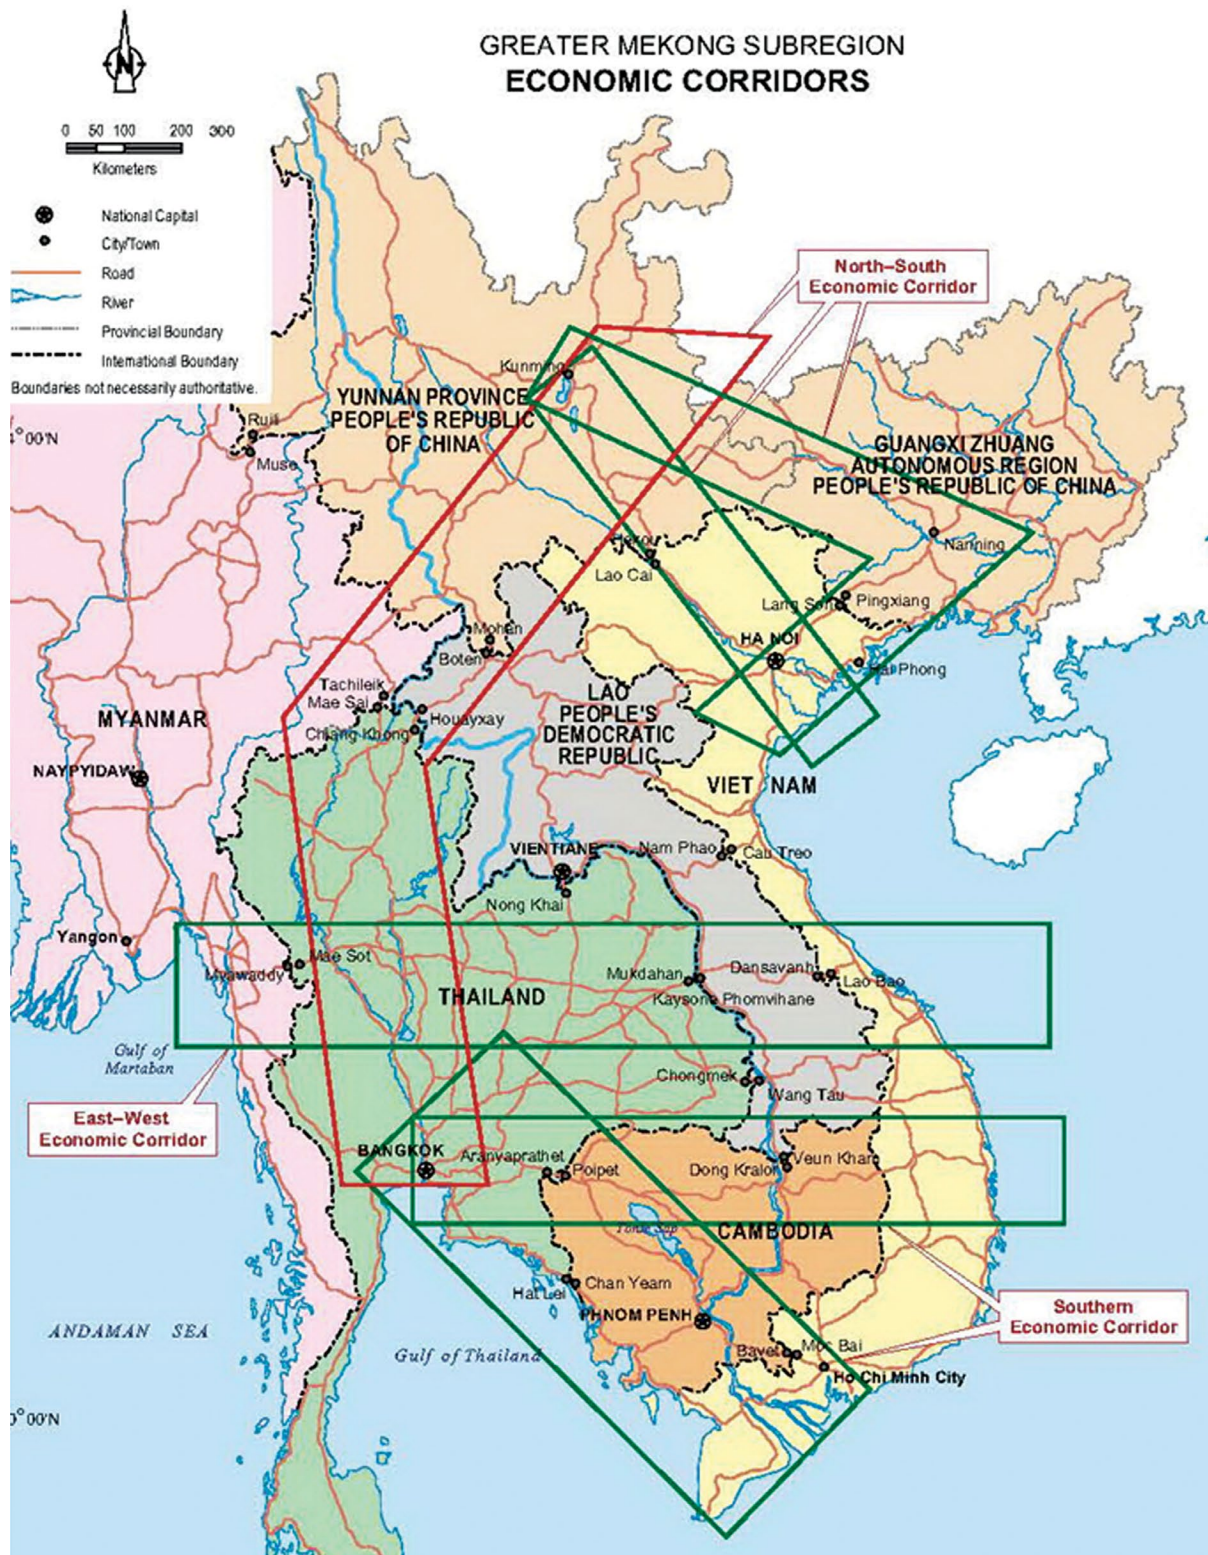 GREATER MEKONG SUBREGION
ECONOMIC CORRIDORS
N
0 50 100 200 300
Kilometers
National Capital
City/Town
Road
River
Provincial Boundary
International Boundary
Boundaries not necessarily authoritative.
North–South
Economic Corridor
Kunming
YUNNAN PROVINCE
PEOPLE'S REPUBLIC
OF CHINA
Ruili
4°00'N
Muse
GUANGXI ZHUANG
AUTONOMOUS REGION
PEOPLE'S REPUBLIC OF CHINA
Nanning
Hekou
Lao Cai
Lang Son
Pingxiang
HA NOI
Hai Phong
Mohan
Boten
Tachileik
Mae Sai
Houayxay
Chiang Khong
LAO
PEOPLE'S
DEMOCRATIC
REPUBLIC
MYANMAR
NAYPYIDAW
VIET NAM
VIENTIANE
Nam Phao
Cau Treo
Nong Khai
Yangon
Mae Sot
Myawaddy
THAILAND
Mukdahan
Kaysone Phomvihane
Dansavanh
Lao Bao
Gulf of
Martaban
Chongmek
Wang Tau
East–West
Economic Corridor
BANGKOK
Aranyaprathet
Poipet
Dong Kralor
Veun Kham
Tonle Sap
CAMBODIA
Hat Lek
Chan Yeam
PHNOM PENH
Southern
Economic Corridor
ANDAMAN SEA
Gulf of Thailand
Bavet
Moc Bai
Ho Chi Minh City
0°00'N